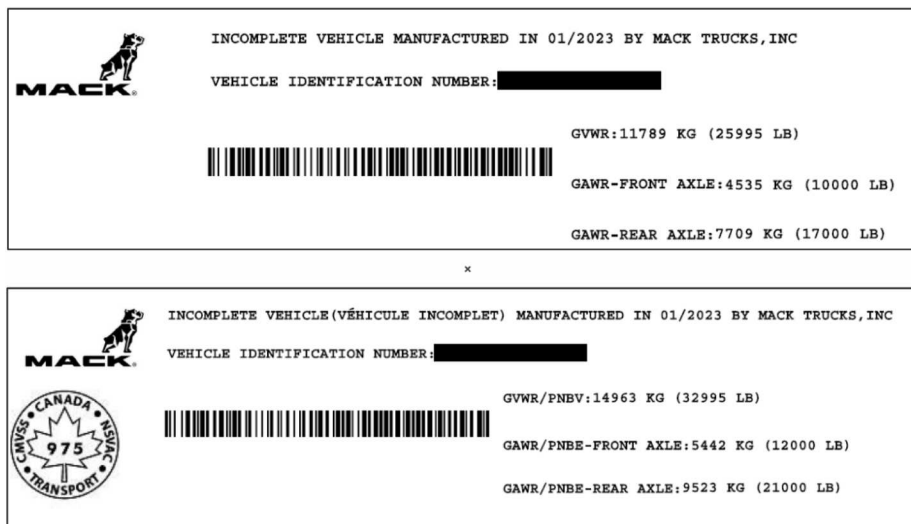 INCOMPLETE VEHICLE MANUFACTURED IN 01/2023 BY MACK TRUCKS,INC
MACK®
VEHICLE IDENTIFICATION NUMBER:
GVWR:11789 KG (25995 LB)
GAWR-FRONT AXLE:4535 KG (10000 LB)
GAWR-REAR AXLE:7709 KG (17000 LB)
×
INCOMPLETE VEHICLE(VÉHICULE INCOMPLET) MANUFACTURED IN 01/2023 BY MACK TRUCKS,INC
MACK®
VEHICLE IDENTIFICATION NUMBER:
GVWR/PNBV:14963 KG (32995 LB)
CANADA
CMVSS
NSVAC
975
TRANSPORT
GAWR/PNBE-FRONT AXLE:5442 KG (12000 LB)
GAWR/PNBE-REAR AXLE:9523 KG (21000 LB)